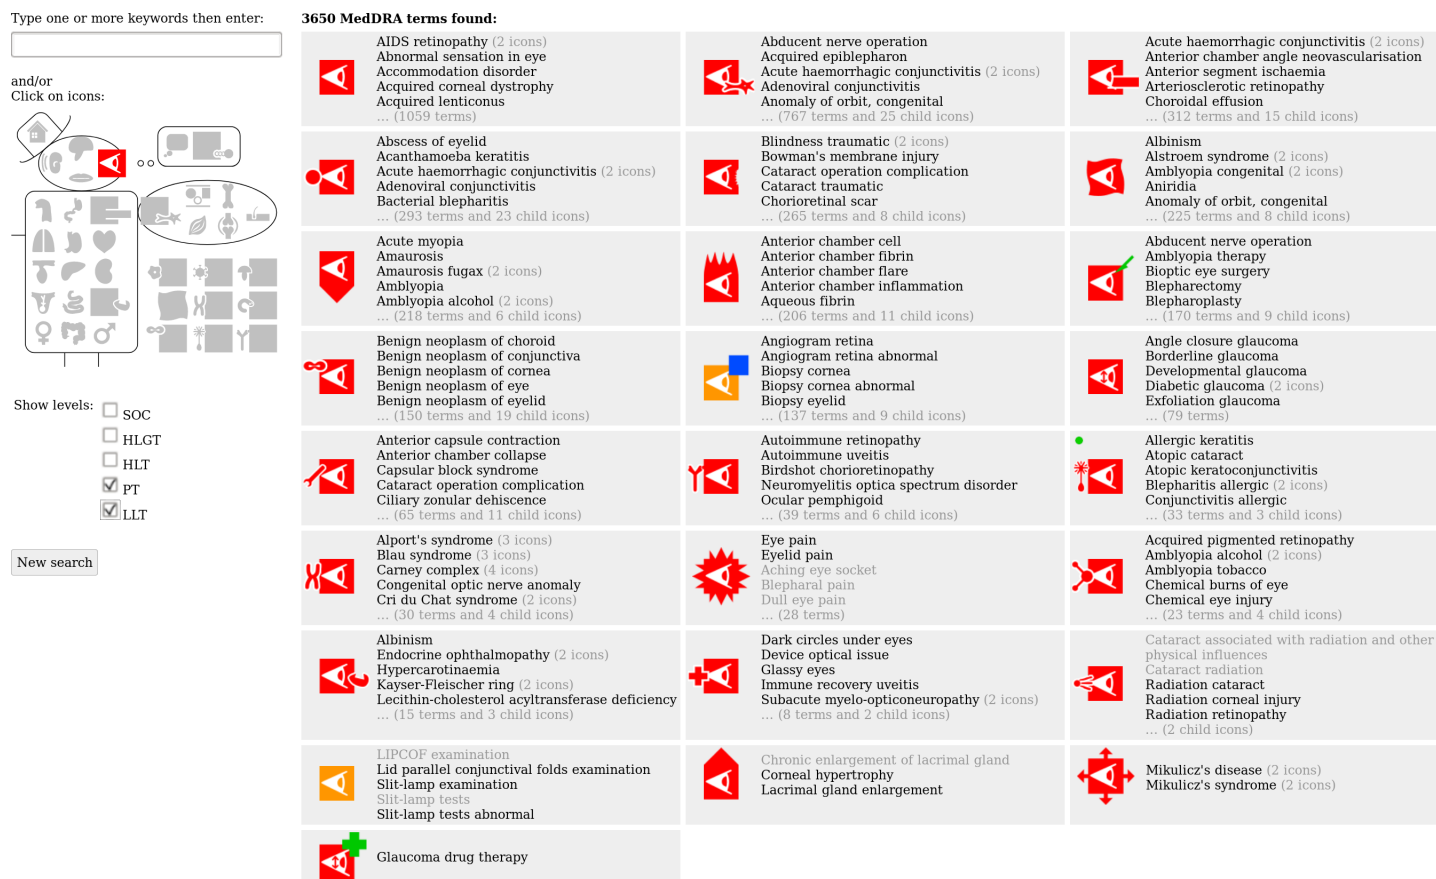 Type one or more keywords then enter:
and/or
Click on icons:
Show levels:
SOC
HLGT
HLT
PT
LLT
New search
3650 MedDRA terms found:
AIDS retinopathy (2 icons)
Abnormal sensation in eye
Accommodation disorder
Acquired corneal dystrophy
Acquired lenticonus
... (1059 terms)
Abducent nerve operation
Acquired epiblepharon
Acute haemorrhagic conjunctivitis (2 icons)
Adenoviral conjunctivitis
Anomaly of orbit, congenital
... (767 terms and 25 child icons)
Acute haemorrhagic conjunctivitis (2 icons)
Anterior chamber angle neovascularisation
Anterior segment ischaemia
Arteriosclerotic retinopathy
Choroidal effusion
... (312 terms and 15 child icons)
Abscess of eyelid
Acanthamoeba keratitis
Acute haemorrhagic conjunctivitis (2 icons)
Adenoviral conjunctivitis
Bacterial blepharitis
... (293 terms and 23 child icons)
Blindness traumatic (2 icons)
Bowman's membrane injury
Cataract operation complication
Cataract traumatic
Chorioretinal scar
... (265 terms and 8 child icons)
Albinism
Alstroem syndrome (2 icons)
Amblyopia congenital (2 icons)
Aniridia
Anomaly of orbit, congenital
... (225 terms and 8 child icons)
Acute myopia
Amaurosis
Amaurosis fugax (2 icons)
Amblyopia
Amblyopia alcohol (2 icons)
... (218 terms and 6 child icons)
Anterior chamber cell
Anterior chamber fibrin
Anterior chamber flare
Anterior chamber inflammation
Aqueous fibrin
... (206 terms and 11 child icons)
Abducent nerve operation
Amblyopia therapy
Bioptic eye surgery
Blepharectomy
Blepharoplasty
... (170 terms and 9 child icons)
Benign neoplasm of choroid
Benign neoplasm of conjunctiva
Benign neoplasm of cornea
Benign neoplasm of eye
Benign neoplasm of eyelid
... (150 terms and 19 child icons)
Angiogram retina
Angiogram retina abnormal
Biopsy cornea
Biopsy cornea abnormal
Biopsy eyelid
... (137 terms and 9 child icons)
Angle closure glaucoma
Borderline glaucoma
Developmental glaucoma
Diabetic glaucoma (2 icons)
Exfoliation glaucoma
... (79 terms)
Anterior capsule contraction
Anterior chamber collapse
Capsular block syndrome
Cataract operation complication
Ciliary zonular dehiscence
... (65 terms and 11 child icons)
Autoimmune retinopathy
Autoimmune uveitis
Birdshot chorioretinopathy
Neuromyelitis optica spectrum disorder
Ocular pemphigoid
... (39 terms and 6 child icons)
Allergic keratitis
Atopic cataract
Atopic keratoconjunctivitis
Blepharitis allergic (2 icons)
Conjunctivitis allergic
... (33 terms and 3 child icons)
Alport's syndrome (3 icons)
Blau syndrome (3 icons)
Carney complex (4 icons)
Congenital optic nerve anomaly
Cri du Chat syndrome (2 icons)
... (30 terms and 4 child icons)
Eye pain
Eyelid pain
Aching eye socket
Blepharal pain
Dull eye pain
... (28 terms)
Acquired pigmented retinopathy
Amblyopia alcohol (2 icons)
Amblyopia tobacco
Chemical burns of eye
Chemical eye injury
... (23 terms and 4 child icons)
Albinism
Endocrine ophthalmopathy (2 icons)
Hypercarotinaemia
Kayser-Fleischer ring (2 icons)
Lecithin-cholesterol acyltransferase deficiency
... (15 terms and 3 child icons)
Dark circles under eyes
Device optical issue
Glassy eyes
Immune recovery uveitis
Subacute myelo-opticoneuropathy (2 icons)
... (8 terms and 2 child icons)
Cataract associated with radiation and other
physical influences
Cataract radiation
Radiation cataract
Radiation corneal injury
Radiation retinopathy
... (2 child icons)
LIPCOF examination
Lid parallel conjunctival folds examination
Slit-lamp examination
Slit-lamp tests
Slit-lamp tests abnormal
Chronic enlargement of lacrimal gland
Corneal hypertrophy
Lacrimal gland enlargement
Mikulicz's disease (2 icons)
Mikulicz's syndrome (2 icons)
Glaucoma drug therapy